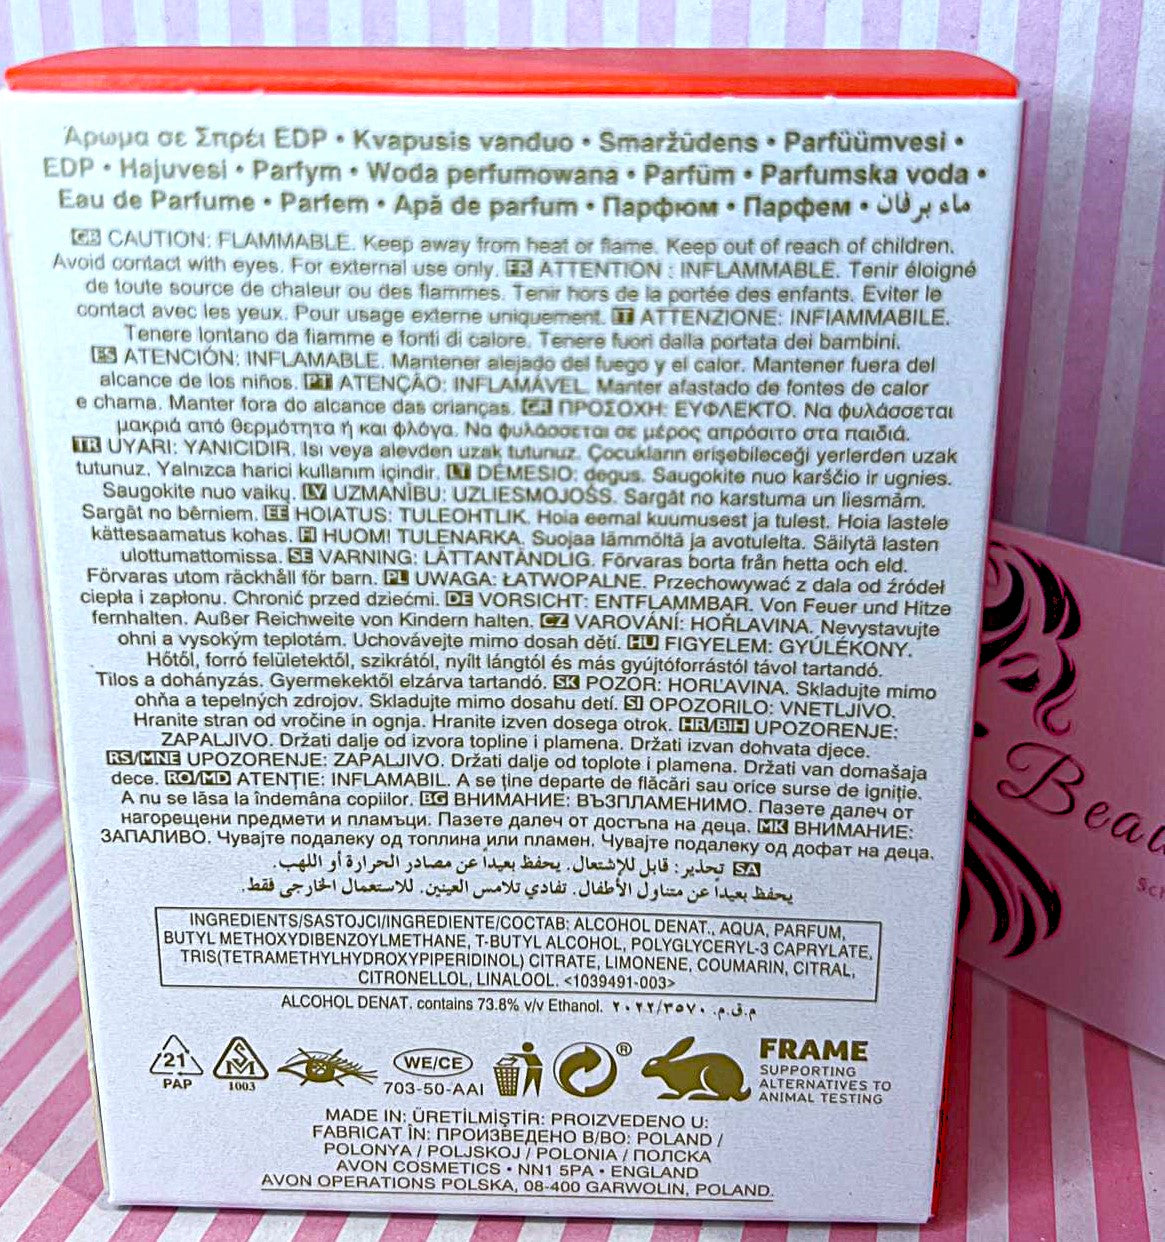 Άρωμα σε Σπρέι EDP • Kvapusis vanduo • Smaržūdens • Parfüümvesi •
EDP • Hajuvesi • Parfym • Woda perfumowana • Parfüm • Parfumska voda •
Eau de Parfume • Parfem • Apă de parfum • Парфюм • Парфем • ماء برفان
GB CAUTION: FLAMMABLE. Keep away from heat or flame. Keep out of reach of children.
Avoid contact with eyes. For external use only. FR ATTENTION : INFLAMMABLE. Tenir éloigné
de toute source de chaleur ou des flammes. Tenir hors de la portée des enfants. Eviter le
contact avec les yeux. Pour usage externe uniquement. IT ATTENZIONE: INFIAMMABILE.
Tenere lontano da fiamme e fonti di calore. Tenere fuori dalla portata dei bambini.
ES ATENCIÓN: INFLAMABLE. Mantener alejado del fuego y el calor. Mantener fuera del
alcance de los niños. PT ATENÇÃO: INFLAMÁVEL. Manter afastado de fontes de calor
e chama. Manter fora do alcance das crianças. GR ΠΡΟΣΟΧΗ: ΕΥΦΛΕΚΤΟ. Να φυλάσσεται
μακριά από θερμότητα ή και φλόγα. Να φυλάσσεται σε μέρος απρόσιτο στα παιδιά.
TR UYARI: YANICIDIR. Isı veya alevden uzak tutunuz. Çocukların erişebileceği yerlerden uzak
tutunuz. Yalnızca harici kullanım içindir. LT DĖMESIO: degus. Saugokite nuo karščio ir ugnies.
Saugokite nuo vaikų. LV UZMANĪBU: UZLIESMOJOŠS. Sargāt no karstuma un liesmām.
Sargāt no bērniem. EE HOIATUS: TULEOHTLIK. Hoia eemal kuumusest ja tulest. Hoia lastele
kättesaamatus kohas. FI HUOM! TULENARKA. Suojaa lämmöltä ja avotulelta. Säilytä lasten
ulottumattomissa. SE VARNING: LÄTTANTÄNDLIG. Förvaras borta från hetta och eld.
Förvaras utom räckhåll för barn. PL UWAGA: ŁATWOPALNE. Przechowywać z dala od źródeł
ciepła i zapłonu. Chronić przed dziećmi. DE VORSICHT: ENTFLAMMBAR. Von Feuer und Hitze
fernhalten. Außer Reichweite von Kindern halten. CZ VAROVÁNÍ: HOŘLAVINA. Nevystavujte
ohni a vysokým teplotám. Uchovávejte mimo dosah dětí. HU FIGYELEM: GYÚLÉKONY.
Hőtől, forró felületektől, szikrától, nyílt lángtól és más gyújtóforrástól távol tartandó.
Tilos a dohányzás. Gyermekektől elzárva tartandó. SK POZOR: HORĽAVINA. Skladujte mimo
ohňa a tepelných zdrojov. Skladujte mimo dosahu detí. SI OPOZORILO: VNETLJIVO.
Hranite stran od vročine in ognja. Hranite izven dosega otrok. HR/BIH UPOZORENJE:
ZAPALJIVO. Držati dalje od izvora topline i plamena. Držati izvan dohvata djece.
RS/MNE UPOZORENJE: ZAPALJIVO. Držati dalje od toplote i plamena. Držati van domašaja
dece. RO/MD ATENȚIE: INFLAMABIL. A se ține departe de flăcări sau orice surse de igniție.
A nu se lăsa la îndemâna copiilor. BG ВНИМАНИЕ: ВЪЗПЛАМЕНИМО. Пазете далеч от
нагорещени предмети и пламъци. Пазете далеч от достъпа на деца. MK ВНИМАНИЕ:
ЗАПАЛИВО. Чувајте подалеку од топлина или пламен. Чувајте подалеку од дофат на деца.
SA تحذير: قابل للإشتعال. يحفظ بعيداً عن مصادر الحرارة أو اللهب.
يحفظ بعيداً عن متناول الأطفال. تفادي تلامس العينين. للاستعمال الخارجي فقط.
INGREDIENTS/SASTOJCI/INGREDIENTE/СОСТАВ: ALCOHOL DENAT., AQUA, PARFUM,
BUTYL METHOXYDIBENZOYLMETHANE, T-BUTYL ALCOHOL, POLYGLYCERYL-3 CAPRYLATE,
TRIS(TETRAMETHYLHYDROXYPIPERIDINOL) CITRATE, LIMONENE, COUMARIN, CITRAL,
CITRONELLOL, LINALOOL. <1039491-003>
ALCOHOL DENAT. contains 73.8% v/v Ethanol. م.ق.م. ٢٠٢٢/٣٥٧٠
21
PAP
1003
WE/CE
703-50-AAI
®
FRAME
SUPPORTING
ALTERNATIVES TO
ANIMAL TESTING
MADE IN: ÜRETİLMİŞTİR: PROIZVEDENO U:
FABRICAT ÎN: ПРОИЗВЕДЕНО В/ВО: POLAND /
POLONYA / POLJSKOJ / POLONIA / ПОЛСКА
AVON COSMETICS • NN1 5PA • ENGLAND
AVON OPERATIONS POLSKA, 08-400 GARWOLIN, POLAND.